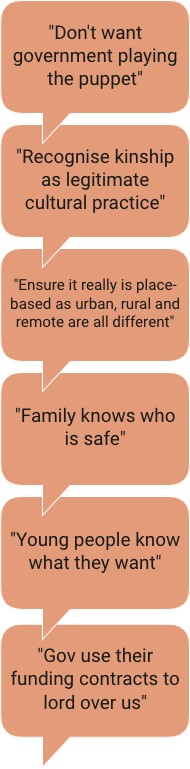 "Don't want
government playing
the puppet"
"Recognise kinship
as legitimate
cultural practice"
"Ensure it really is place-
based as urban, rural and
remote are all different"
"Family knows who
is safe"
"Young people know
what they want"
"Gov use their
funding contracts to
lord over us"